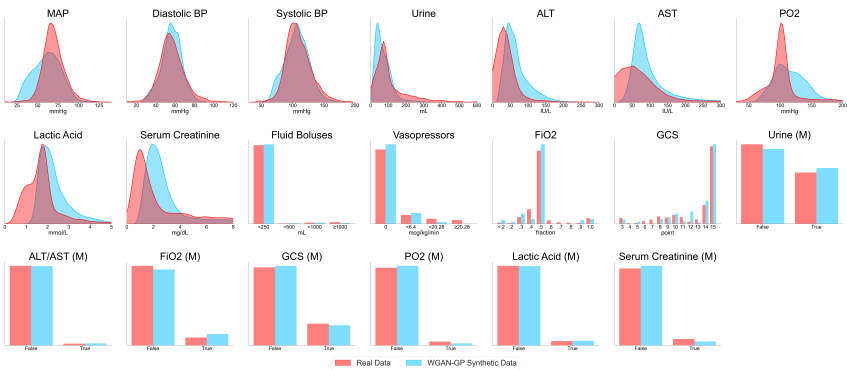 MAP Diastolic BP Systolic BP Urine ALT AST PO2
25 50 75 100 125 0 20 40 60 80 100 120 50 100 150 200 0 100 200 300 400 500 600 0 50 100 150 200 250 300 0 50 100 150 200 250 300 50 100 150 200
mmHg mmHg mmHg mL IU/L IU/L mmHg
Lactic Acid Serum Creatinine Fluid Boluses Vasopressors FiO2 GCS Urine (M)
0 1 2 3 4 5 0 2 4 6 8 <250 <500 <1000 ≥1000 0 <8.4 <20.28 ≥20.28 <.2 .2 .3 .4 .5 .6 .7 .8 .9 1.0 3 4 5 6 7 8 9 10 11 12 13 14 15 False True
mmol/L mg/dL mL mcg/kg/min fraction point
ALT/AST (M) FiO2 (M) GCS (M) PO2 (M) Lactic Acid (M) Serum Creatinine (M)
False True False True False True False True False True False True
Real Data WGAN-GP Synthetic Data